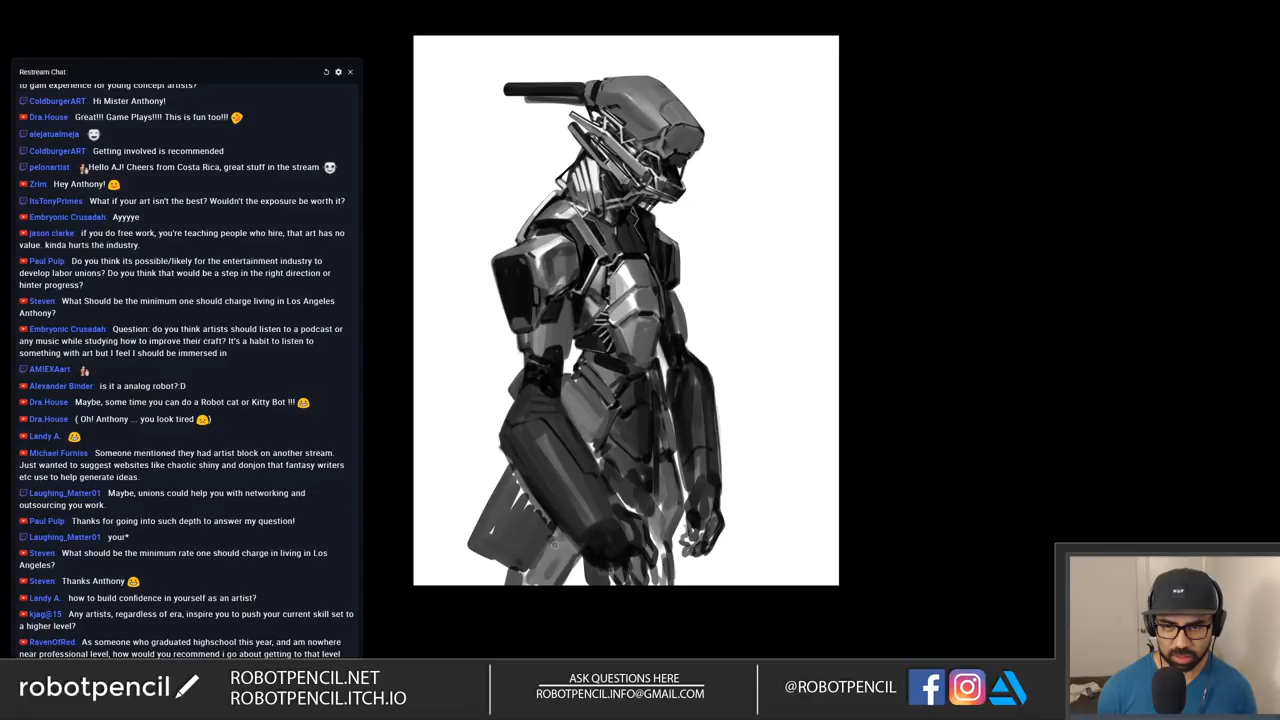 Restream Chat
to gain experience for young concept artists?
ColdburgerART Hi Mister Anthony!
Dra.House Great!!! Game Plays!!!! This is fun too!!!
alejatualmeja
ColdburgerART Getting involved is recommended
pelonartist Hello AJ! Cheers from Costa Rica, great stuff in the stream
Zrim Hey Anthony!
ItsTonyPrimes What if your art isn't the best? Wouldn't the exposure be worth it?
Embryonic Crusadah Ayyyye
jason clarke if you do free work, you're teaching people who hire, that art has no
value. kinda hurts the industry.
Paul Pulp Do you think its possible/likely for the entertainment industry to
develop labor unions? Do you think that would be a step in the right direction or
hinter progress?
Steven What Should be the minimum one should charge living in Los Angeles
Anthony?
Embryonic Crusadah Question: do you think artists should listen to a podcast or
any music while studying how to improve their craft? It's a habit to listen to
something with art but I feel I should be immersed in
AMIEXAart
Alexander Binder is it a analog robot?:D
Dra.House Maybe, some time you can do a Robot cat or Kitty Bot !!!
Dra.House ( Oh! Anthony ... you look tired )
Landy A.
Michael Furniss Someone mentioned they had artist block on another stream.
Just wanted to suggest websites like chaotic shiny and donjon that fantasy writers
etc use to help generate ideas.
Laughing_Matter01 Maybe, unions could help you with networking and
outsourcing you work.
Paul Pulp Thanks for going into such depth to answer my question!
Laughing_Matter01 your*
Steven What should be the minimum rate one should charge in living in Los
Angeles?
Steven Thanks Anthony
Landy A. how to build confidence in yourself as an artist?
kjag@15 Any artists, regardless of era, inspire you to push your current skill set to
a higher level?
RavenOfRed As someone who graduated highschool this year, and am nowhere
near professional level, how would you recommend i go about getting to that level
robotpencil
ROBOTPENCIL.NET
ROBOTPENCIL.ITCH.IO
ASK QUESTIONS HERE
ROBOTPENCIL.INFO@GMAIL.COM
@ROBOTPENCIL